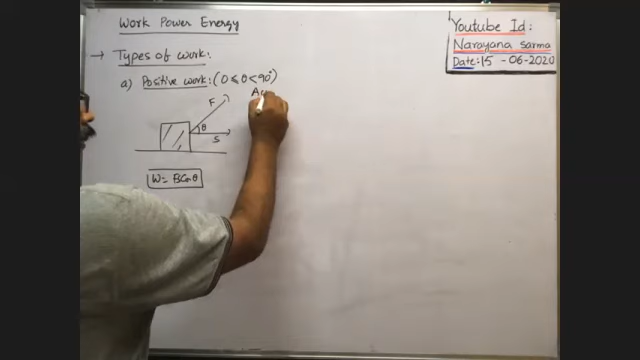 Work Power Energy
→ Types of work:
a) Positive work: (0 ≤ θ < 90°)
F
θ
S
W = FS Cos θ
Youtube Id:
Narayana sarma
Date: 15 - 06-2020